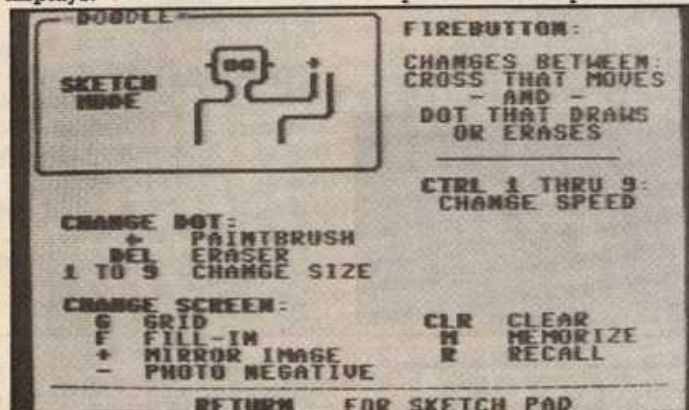 DOODLE
SKETCH
MODE
FIREBUTTON:
CHANGES BETWEEN:
CROSS THAT MOVES
- AND -
DOT THAT DRAWS
OR ERASES
CTRL 1 THRU 9:
CHANGE SPEED
CHANGE DOT:
← PAINTBRUSH
DEL ERASER
1 TO 9 CHANGE SIZE
CHANGE SCREEN:
G GRID
F FILL-IN
+ MIRROR IMAGE
- PHOTO NEGATIVE
CLR CLEAR
M MEMORIZE
R RECALL
RETURN FOR SKETCH PAD